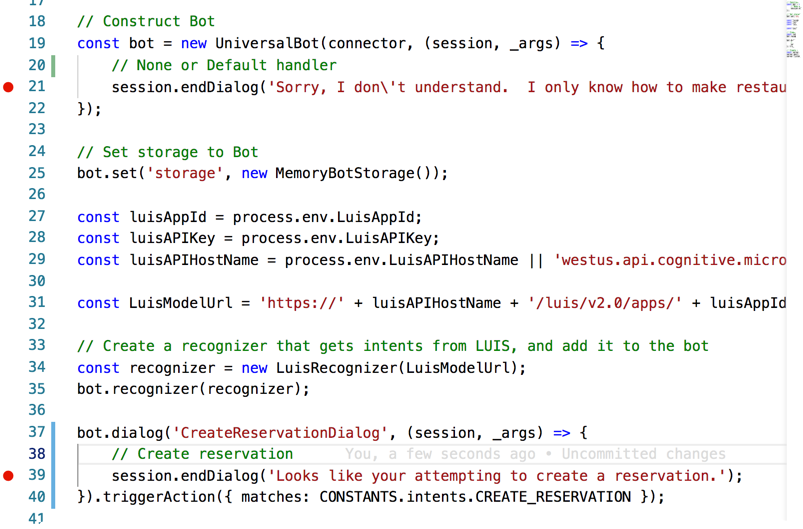 17
18 // Construct Bot
19 const bot = new UniversalBot(connector, (session, _args) => {
20 // None or Default handler
21 session.endDialog('Sorry, I don\'t understand.  I only know how to make restau
22 });
23
24 // Set storage to Bot
25 bot.set('storage', new MemoryBotStorage());
26
27 const luisAppId = process.env.LuisAppId;
28 const luisAPIKey = process.env.LuisAPIKey;
29 const luisAPIHostName = process.env.LuisAPIHostName || 'westus.api.cognitive.micro
30
31 const LuisModelUrl = 'https://' + luisAPIHostName + '/luis/v2.0/apps/' + luisAppId
32
33 // Create a recognizer that gets intents from LUIS, and add it to the bot
34 const recognizer = new LuisRecognizer(LuisModelUrl);
35 bot.recognizer(recognizer);
36
37 bot.dialog('CreateReservationDialog', (session, _args) => {
38 // Create reservation You, a few seconds ago • Uncommitted changes
39 session.endDialog('Looks like your attempting to create a reservation.');
40 }).triggerAction({ matches: CONSTANTS.intents.CREATE_RESERVATION });
41